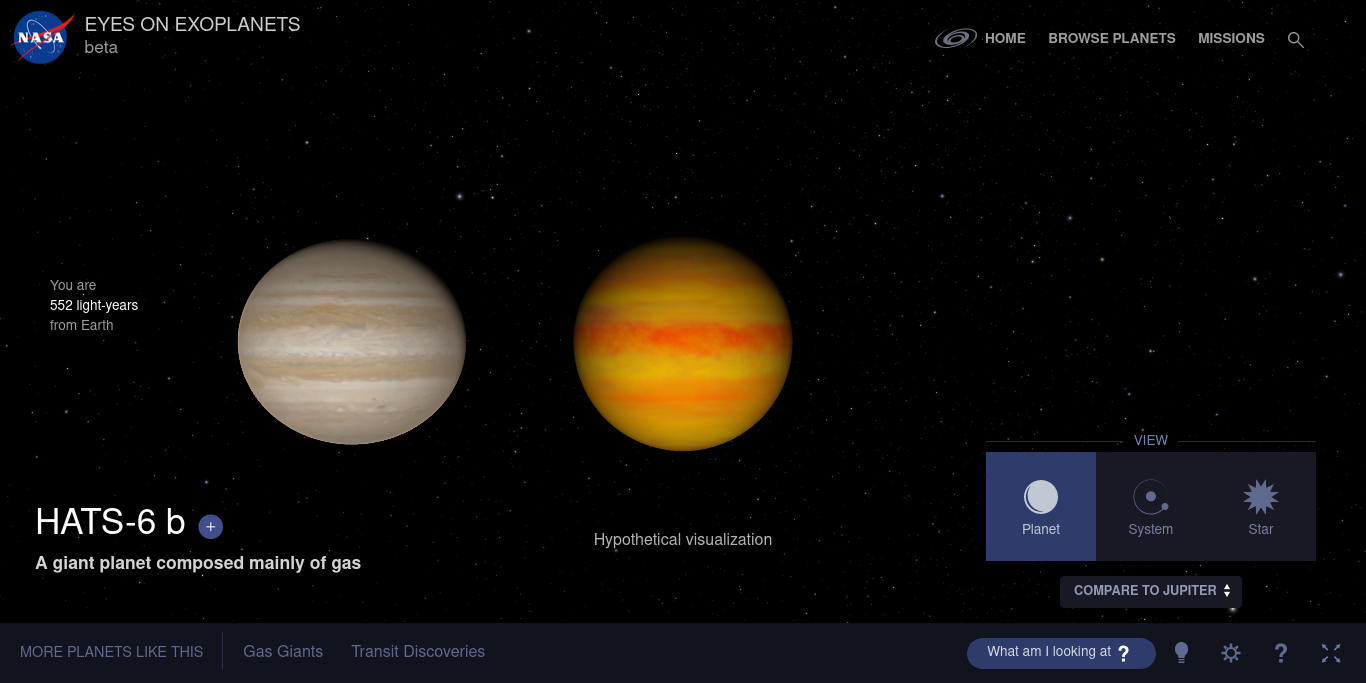 NASA
EYES ON EXOPLANETS
beta
HOME
BROWSE PLANETS
MISSIONS
You are
552 light-years
from Earth
HATS-6 b +
A giant planet composed mainly of gas
Hypothetical visualization
VIEW
Planet
System
Star
COMPARE TO JUPITER
MORE PLANETS LIKE THIS
Gas Giants
Transit Discoveries
What am I looking at ?
?